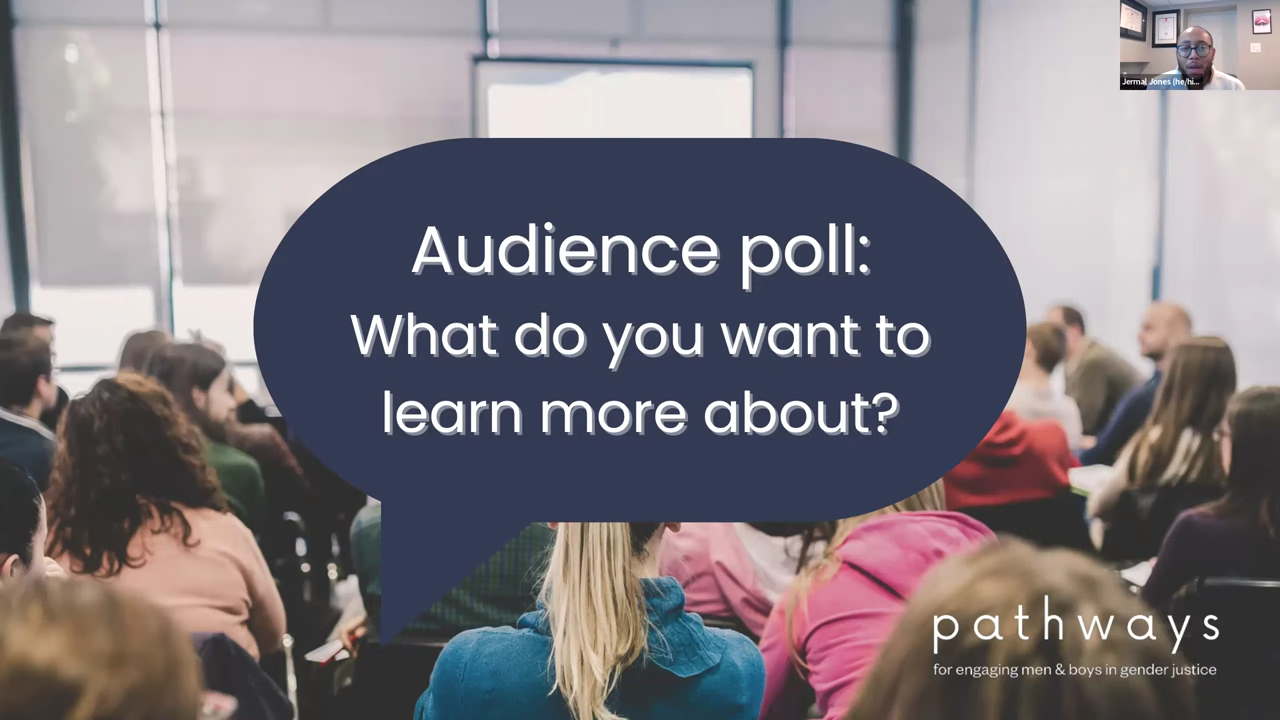 Jermal Jones (he/hi...
Audience poll:
What do you want to
learn more about?
pathways
for engaging men & boys in gender justice